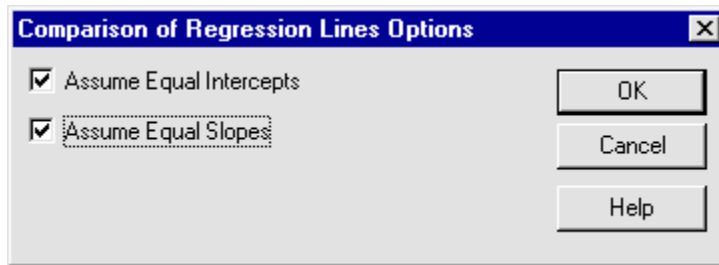 Comparison of Regression Lines Options
Assume Equal Intercepts
Assume Equal Slopes
OK
Cancel
Help